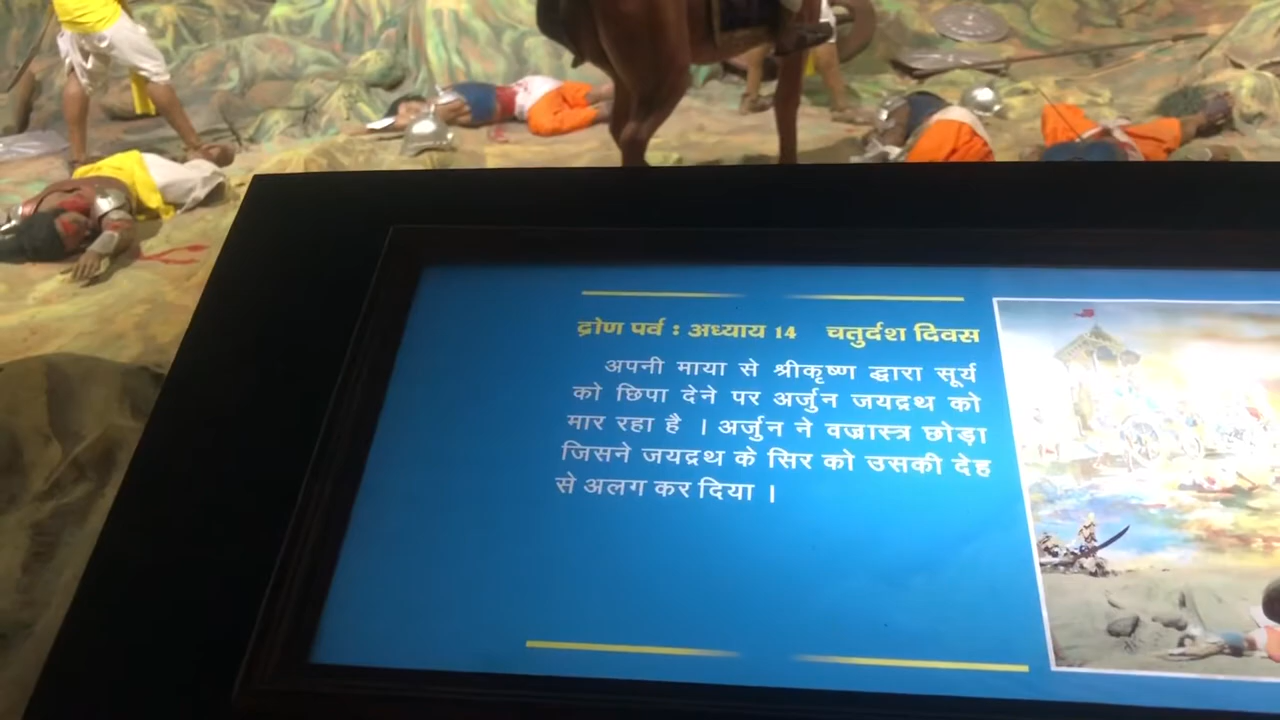 द्रोण पर्व : अध्याय 14 चतुर्दश दिवस
अपनी माया से श्रीकृष्ण द्वारा सूर्य
को छिपा देने पर अर्जुन जयद्रथ को
मार रहा है । अर्जुन ने वज्रास्त्र छोड़ा
जिसने जयद्रथ के सिर को उसकी देह
से अलग कर दिया ।